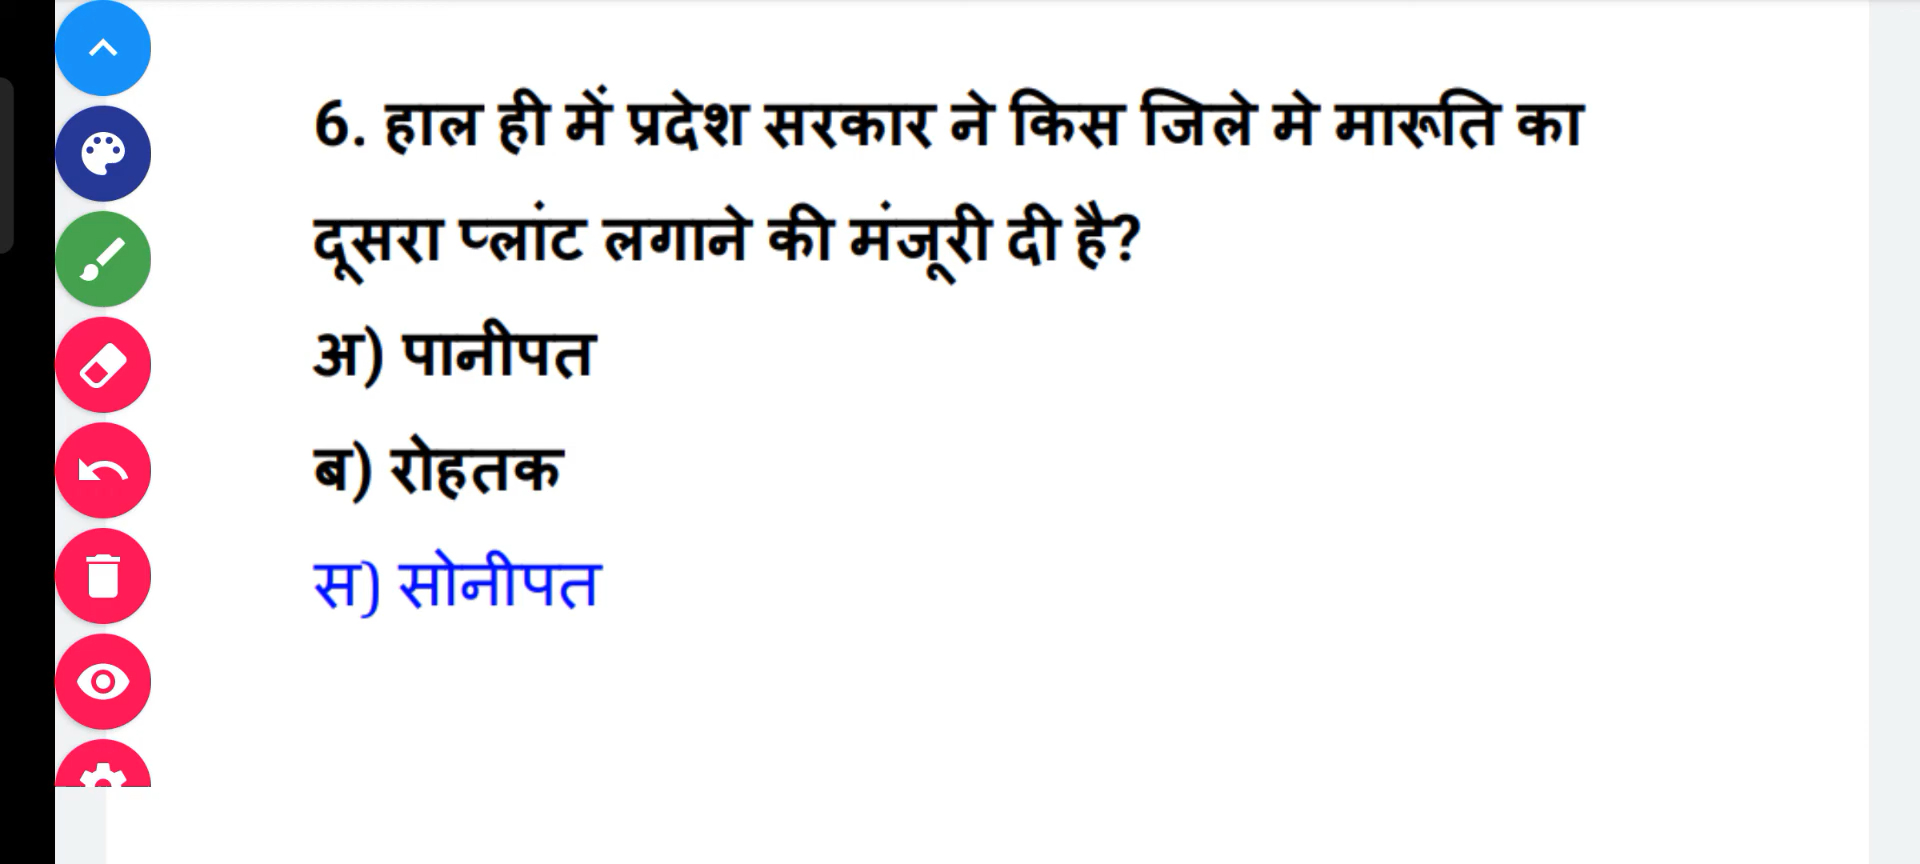 6. हाल ही में प्रदेश सरकार ने किस जिले मे मारूति का
दूसरा प्लांट लगाने की मंजूरी दी है?
अ) पानीपत
ब) रोहतक
स) सोनीपत